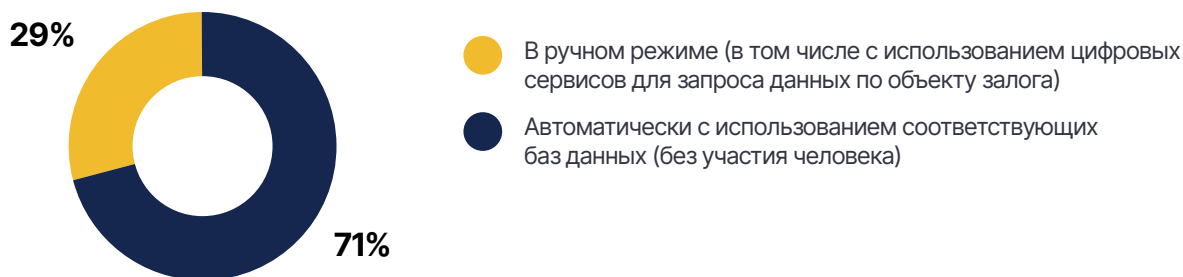 29%
В ручном режиме (в том числе с использованием цифровых
сервисов для запроса данных по объекту залога)
Автоматически с использованием соответствующих
баз данных (без участия человека)
71%